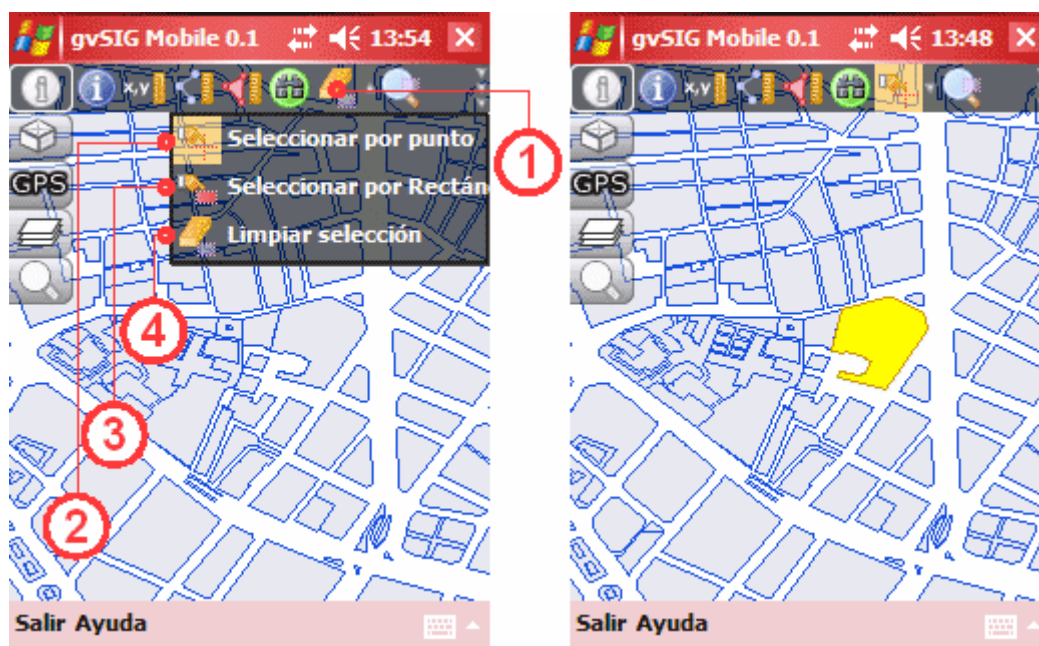 gvSIG Mobile 0.1 13:54
x,y
Seleccionar por punto
1
GPS
Seleccionar por Rectán
Limpiar selección
4
3
2
Salir Ayuda
gvSIG Mobile 0.1 13:48
x,y
GPS
Salir Ayuda